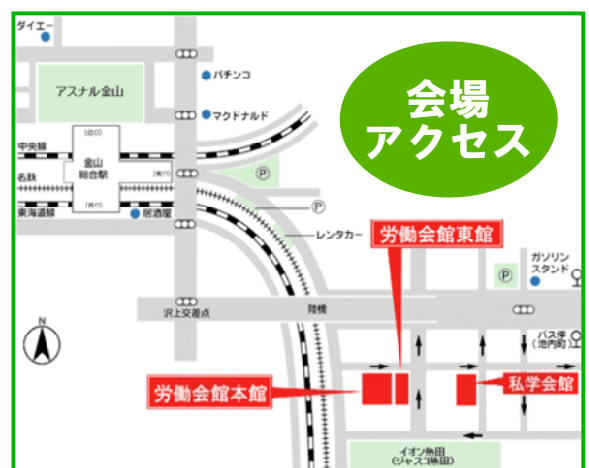 ダイエー
会場
アクセス
パチンコ
アスナル金山
マクドナルド
中央線
(北口)
金山
総合駅
名鉄
(南口)
東海道線
居酒屋
P
P
レンタカー
労働会館東館
ガソリン
スタンド
P
沢上交差点
陸橋
N
バス停
(池内町)
労働会館本館
私学会館
イオン熱田
(ジャスコ熱田)